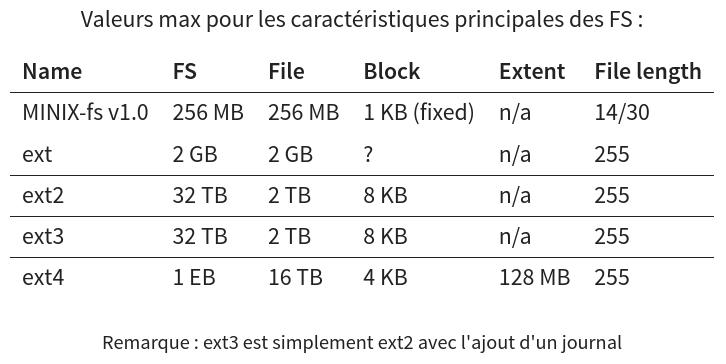 Valeurs max pour les caractéristiques principales des FS :
Name FS File Block Extent File length
MINIX-fs v1.0 256 MB 256 MB 1 KB (fixed) n/a 14/30
ext 2 GB 2 GB ? n/a 255
ext2 32 TB 2 TB 8 KB n/a 255
ext3 32 TB 2 TB 8 KB n/a 255
ext4 1 EB 16 TB 4 KB 128 MB 255
Remarque : ext3 est simplement ext2 avec l'ajout d'un journal